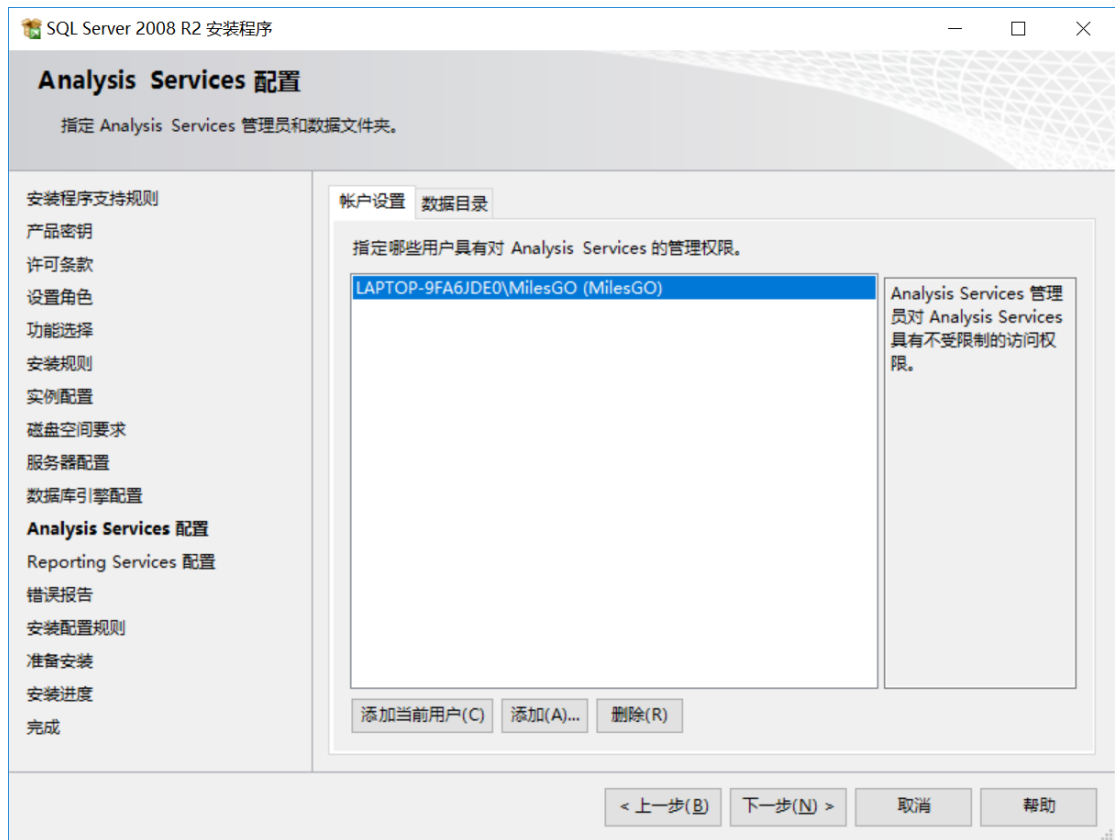 SQL Server 2008 R2 安装程序
Analysis Services 配置
指定 Analysis Services 管理员和数据文件夹。
安装程序支持规则
产品密钥
许可条款
设置角色
功能选择
安装规则
实例配置
磁盘空间要求
服务器配置
数据库引擎配置
Analysis Services 配置
Reporting Services 配置
错误报告
安装配置规则
准备安装
安装进度
完成
帐户设置 数据目录
指定哪些用户具有对 Analysis Services 的管理权限。
LAPTOP-9FA6JDE0\MilesGO (MilesGO)
Analysis Services 管理
员对 Analysis Services
具有不受限制的访问权
限。
添加当前用户(C) 添加(A)... 删除(R)
< 上一步(B) 下一步(N) > 取消 帮助